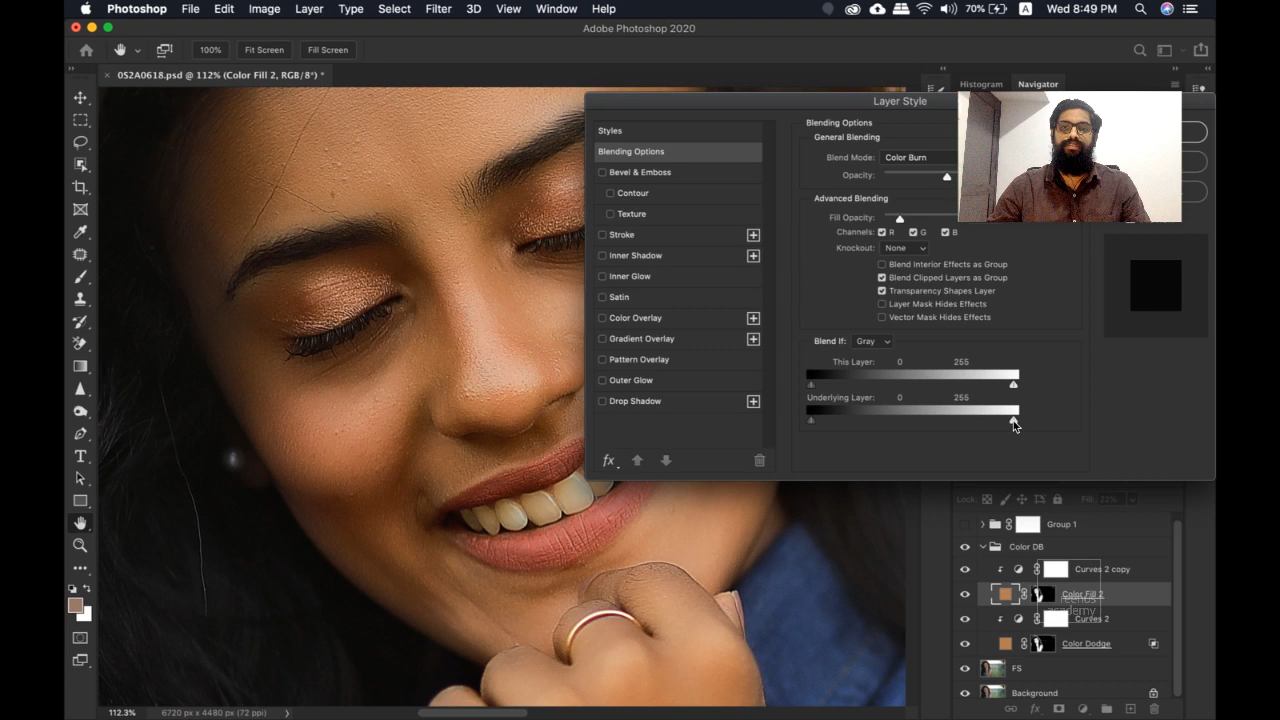 Photoshop File Edit Image Layer Type Select Filter 3D View Window Help 70% A Wed 8:49 PM
Adobe Photoshop 2020
100% Fit Screen Fill Screen
0S2A0618.psd @ 112% (Color Fill 2, RGB/8*) *
Histogram Navigator
Layer Style
Styles
Blending Options
Bevel & Emboss
Contour
Texture
Stroke
Inner Shadow
Inner Glow
Satin
Color Overlay
Gradient Overlay
Pattern Overlay
Outer Glow
Drop Shadow
fx
Blending Options
General Blending
Blend Mode: Color Burn
Opacity:
Advanced Blending
Fill Opacity:
Channels: R G B
Knockout: None
Blend Interior Effects as Group
Blend Clipped Layers as Group
Transparency Shapes Layer
Layer Mask Hides Effects
Vector Mask Hides Effects
Blend If: Gray
This Layer: 0 255
Underlying Layer: 0 255
Lock: Fill: 22%
Group 1
Color DB
Curves 2 copy
Color Fill 2
Curves 2
academy
Color Dodge
FS
Background
fx
T
112.3% 6720 px x 4480 px (72 ppi)